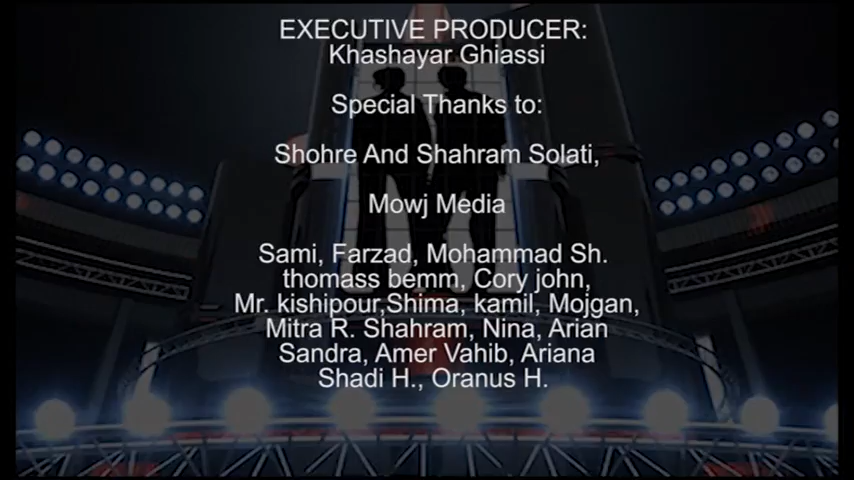 EXECUTIVE PRODUCER:
Khashayar Ghiassi
Special Thanks to:
Shohre And Shahram Solati,
Mowj Media
Sami, Farzad, Mohammad Sh.
thomass bemm, Cory john,
Mr. kishipour,Shima, kamil, Mojgan,
Mitra R. Shahram, Nina, Arian
Sandra, Amer Vahib, Ariana
Shadi H., Oranus H.